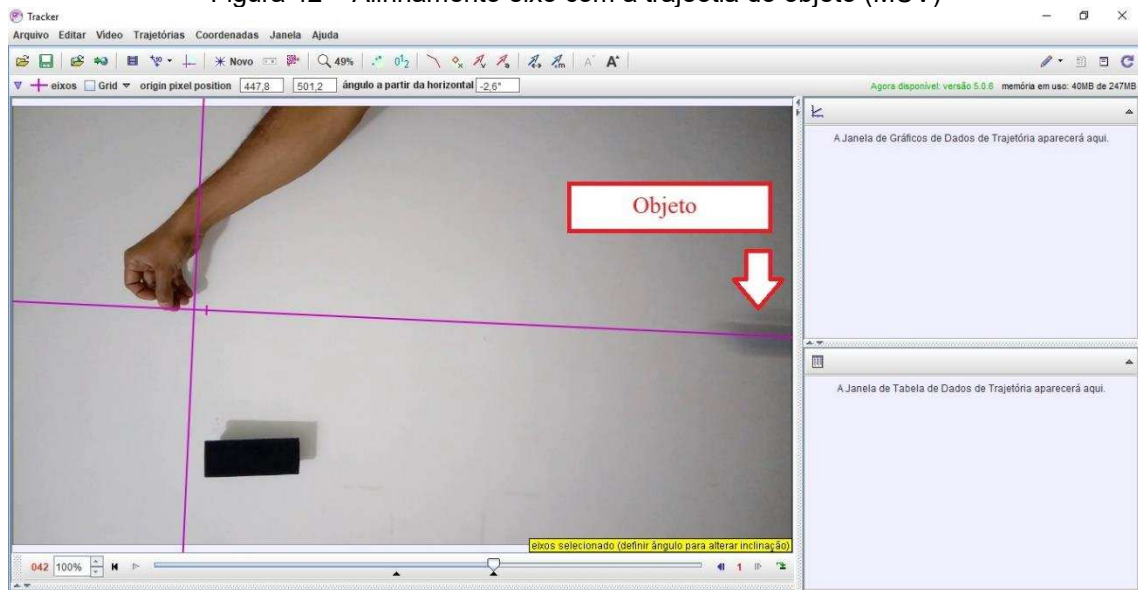 Figura 42 – Alinhamento eixo com a trajectia do objeto (MUV)
Tracker
Arquivo Editar Video Trajetórias Coordenadas Janela Ajuda
Novo 49%
eixos Grid origin pixel position 447,8 501,2 ângulo a partir da horizontal -2,6° Agora disponível: versão 5.0.6 memória em uso: 40MB de 247MB
A Janela de Gráficos de Dados de Trajetória aparecerá aqui.
Objeto
A Janela de Tabela de Dados de Trajetória aparecerá aqui.
eixos selecionado (definir ângulo para alterar inclinação)
042 100% 1